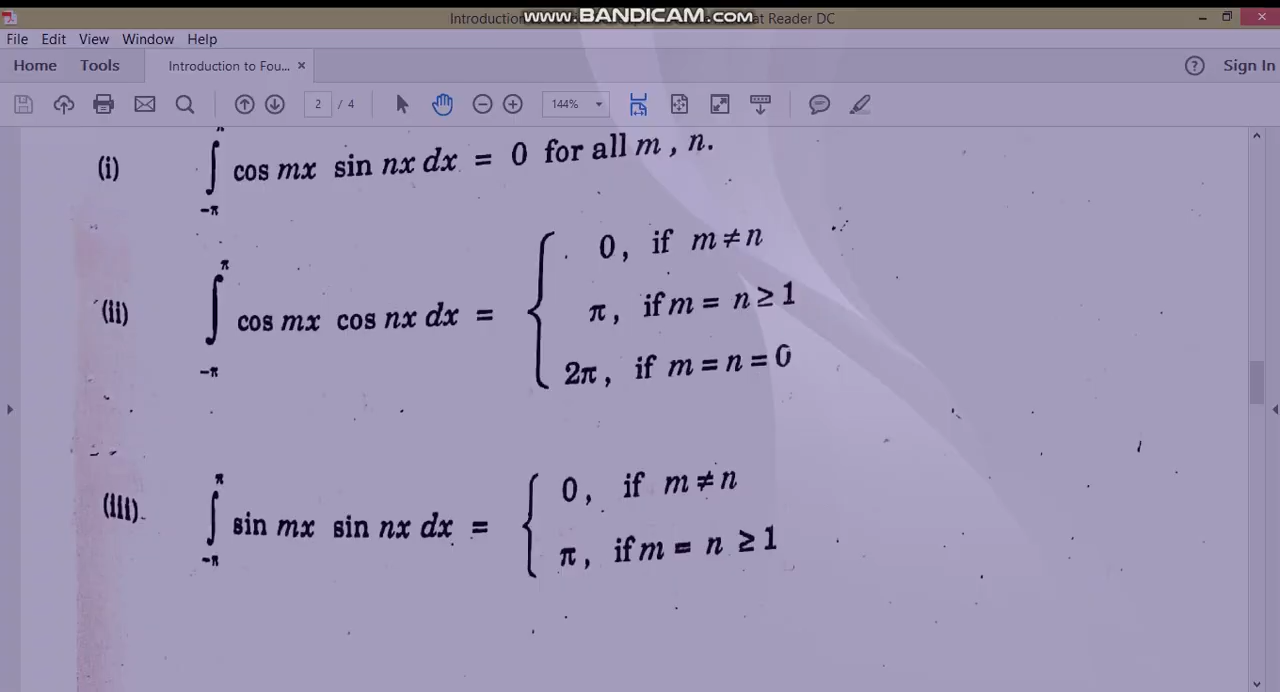 Introduction
www.BANDICAM.com
at Reader DC
File Edit View Window Help
Home Tools Introduction to Fou... × ? Sign In
2 / 4 144%
(i) ∫ -π cos mx sin nx dx = 0 for all m , n.
(ii) ∫ π -π cos mx cos nx dx =
0, if m ≠ n
π, if m = n ≥ 1
2π, if m = n = 0
(iii) ∫ π -π sin mx sin nx dx =
0, if m ≠ n
π, if m = n ≥ 1